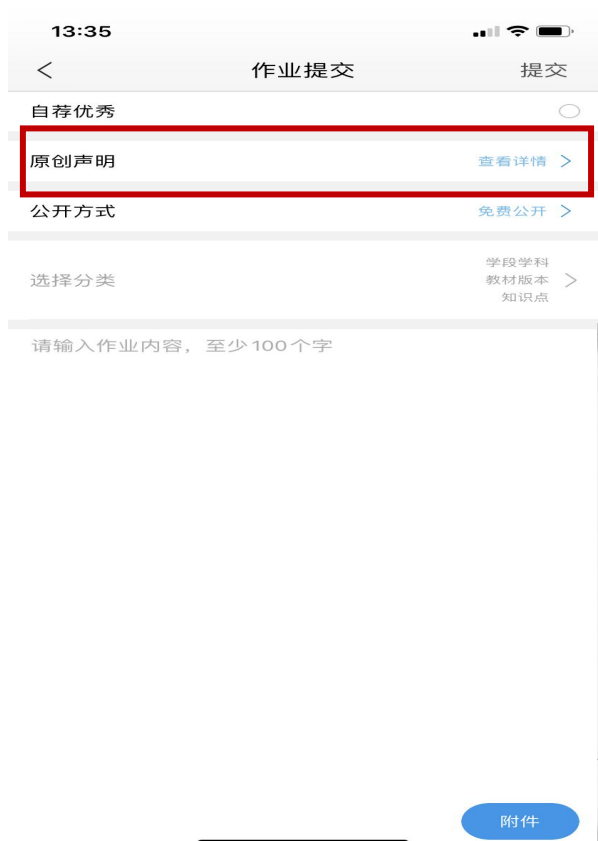 13:35
作业提交
提交
自荐优秀
原创声明
查看详情
公开方式
免费公开
选择分类
学段学科
教材版本
知识点
请输入作业内容，至少100个字
附件